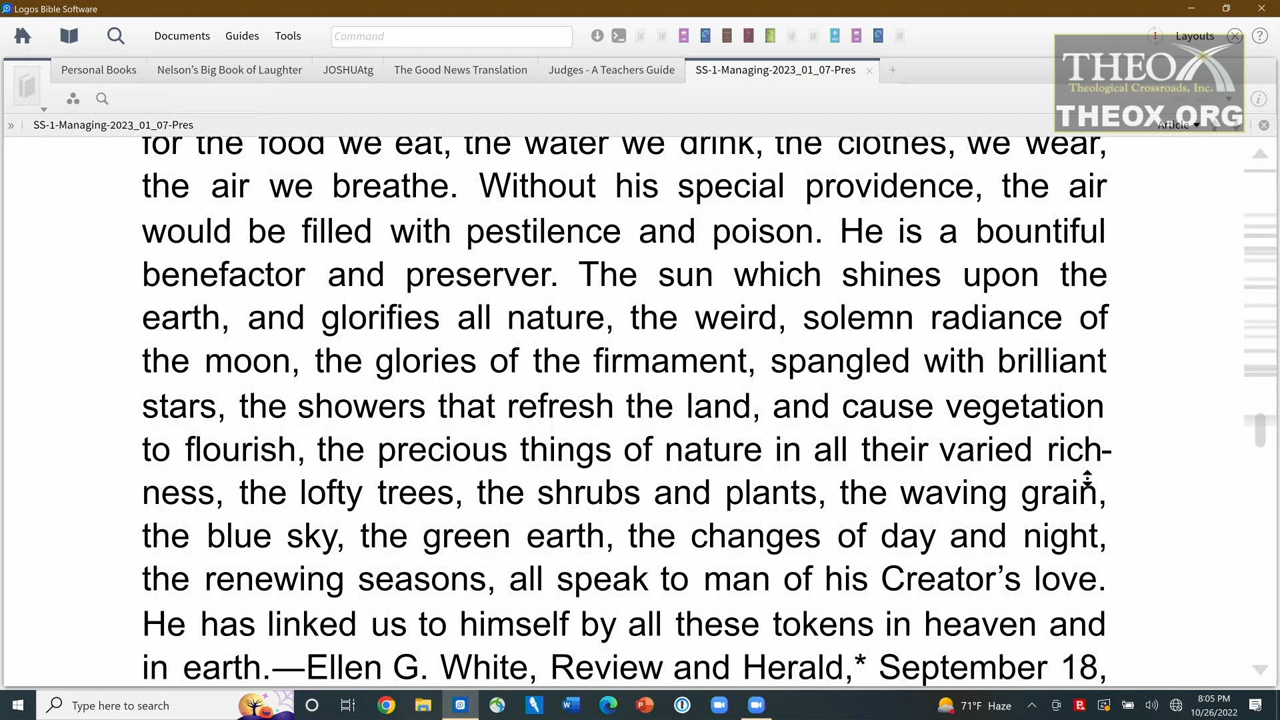 Logos Bible Software
Documents Guides Tools Command Layouts
THEOX
Theological Crossroads, Inc.
THEOX.ORG
Personal Books Nelson's Big Book of Laughter JOSHUAtg The Good News Translation Judges - A Teachers Guide SS-1-Managing-2023_01_07-Pres
SS-1-Managing-2023_01_07-Pres Article
for the food we eat, the water we drink, the clothes, we wear,
the air we breathe. Without his special providence, the air
would be filled with pestilence and poison. He is a bountiful
benefactor and preserver. The sun which shines upon the
earth, and glorifies all nature, the weird, solemn radiance of
the moon, the glories of the firmament, spangled with brilliant
stars, the showers that refresh the land, and cause vegetation
to flourish, the precious things of nature in all their varied rich-
ness, the lofty trees, the shrubs and plants, the waving grain,
the blue sky, the green earth, the changes of day and night,
the renewing seasons, all speak to man of his Creator’s love.
He has linked us to himself by all these tokens in heaven and
in earth.—Ellen G. White, Review and Herald,* September 18,
Type here to search
71°F Haze
8:05 PM
10/26/2022